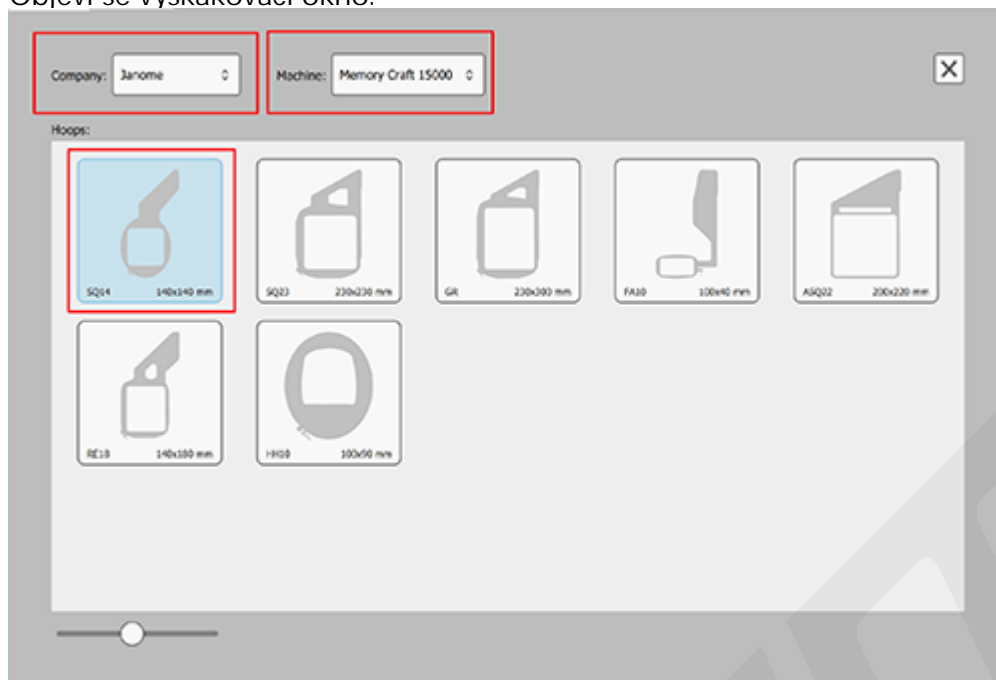 Objeví se vyskakovací okno:
Company: Janome Machine: Memory Craft 15000
Hoops:
SQ14 140x140 mm SQ23 230x230 mm GR 230x300 mm FA10 100x40 mm ASQ22 200x220 mm
RE18 140x180 mm HH10 100x90 mm